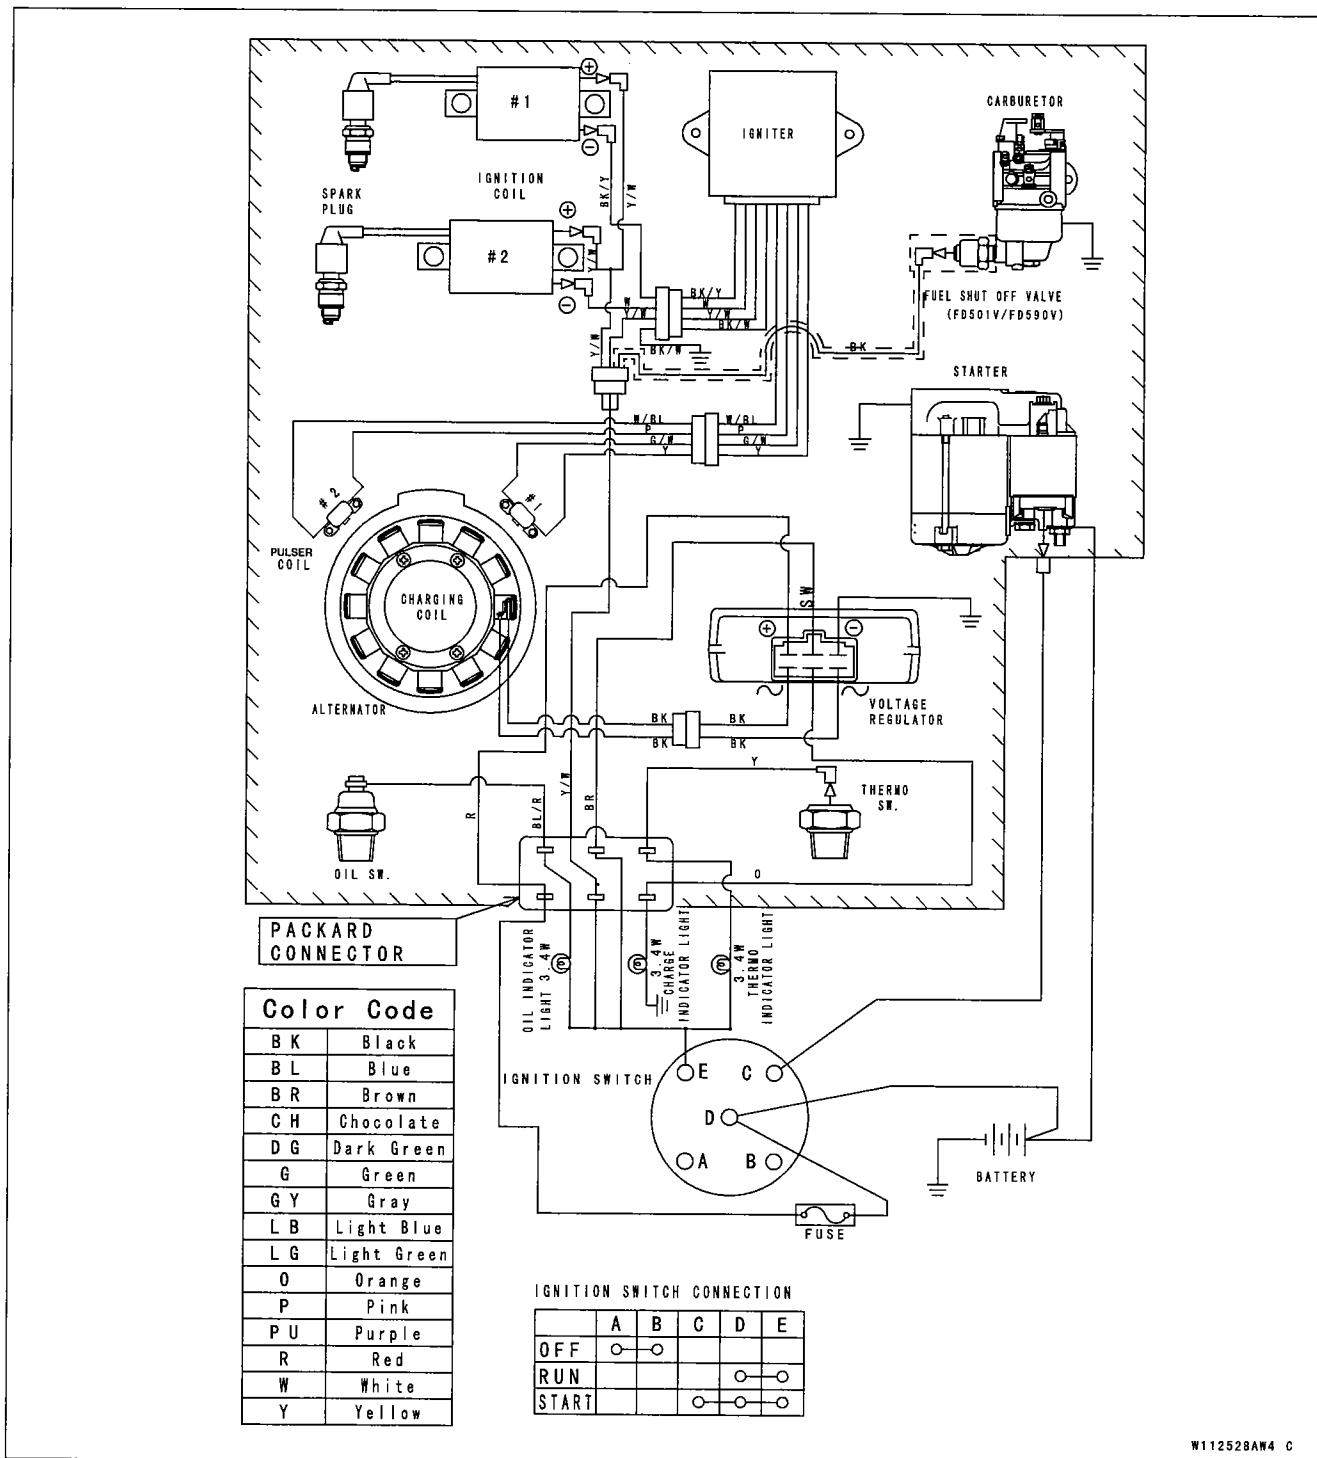 #1
IGNITER
CARBURETOR
SPARK
PLUG
IGNITION
COIL
BK/Y
Y/W
#2
Y/W
BK/Y
W
W
Y/W
Y/W
BK/W
BK/W
Y/W
BK
FUEL SHUT OFF VALVE
(FD501V/FD590V)
STARTER
W/BL
W/BL
P
P
G/W
G/W
Y
Y
#2
#1
PULSER
COIL
CHARGING
COIL
SW
ALTERNATOR
VOLTAGE
REGULATOR
BK
BK
BK
BK
Y
THERMO
SW.
R
BL/R
Y/W
BR
OIL SW.
O
PACKARD
CONNECTOR
OIL INDICATOR
LIGHT 3.4W
3.4W
CHARGE
INDICATOR LIGHT
3.4W
THERMO
INDICATOR LIGHT
IGNITION SWITCH
E
C
D
A
B
BATTERY
FUSE
Color Code
BK Black
BL Blue
BR Brown
CH Chocolate
DG Dark Green
G Green
GY Gray
LB Light Blue
LG Light Green
O Orange
P Pink
PU Purple
R Red
W White
Y Yellow
IGNITION SWITCH CONNECTION
A B C D E
OFF
RUN
START
W112528AW4 C